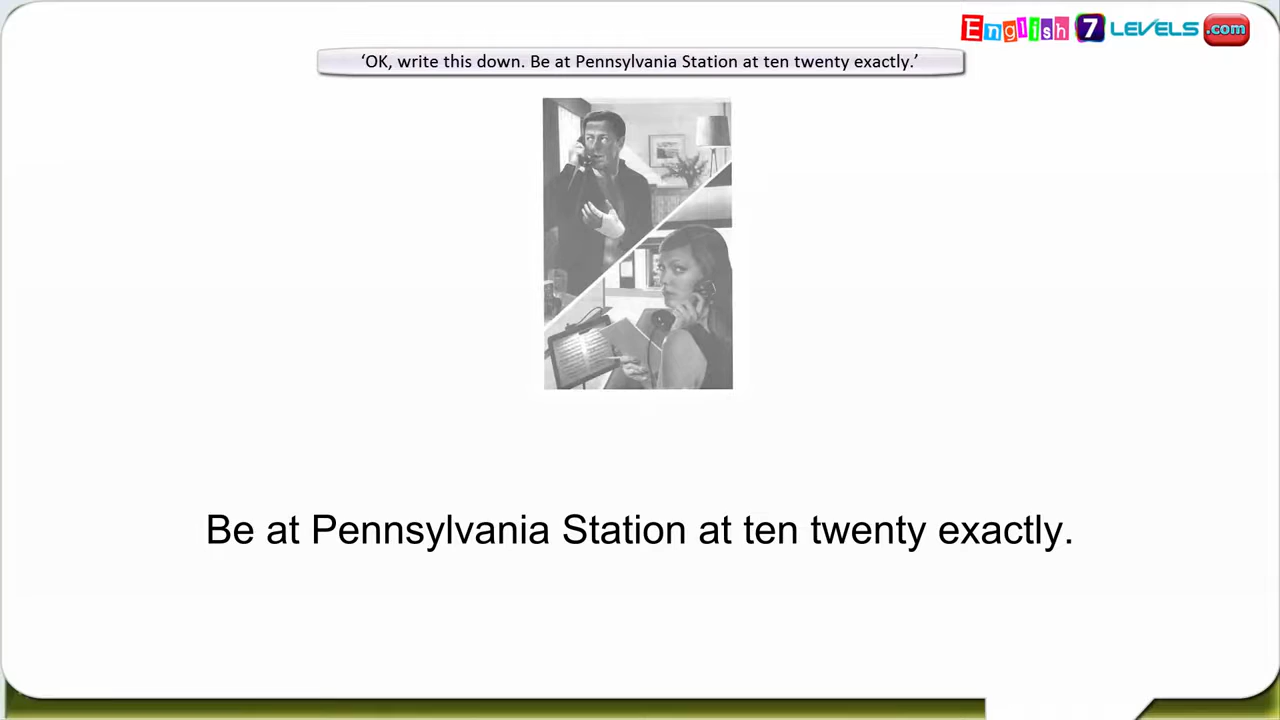 English 7 LEVELS .com
‘OK, write this down. Be at Pennsylvania Station at ten twenty exactly.’
Be at Pennsylvania Station at ten twenty exactly.